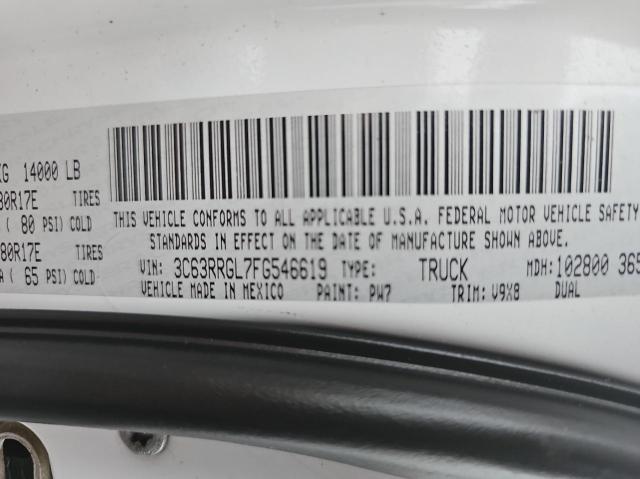 KG 14000 LB
80R17E TIRES
( 80 PSI) COLD
80R17E TIRES
A ( 65 PSI) COLD
THIS VEHICLE CONFORMS TO ALL APPLICABLE U.S.A. FEDERAL MOTOR VEHICLE SAFETY
STANDARDS IN EFFECT ON THE DATE OF MANUFACTURE SHOWN ABOVE.
VIN: 3C63RRGL7FG546619 TYPE: TRUCK MDH: 102800 365
VEHICLE MADE IN MEXICO PAINT: PW7 TRIM: V9X8 DUAL